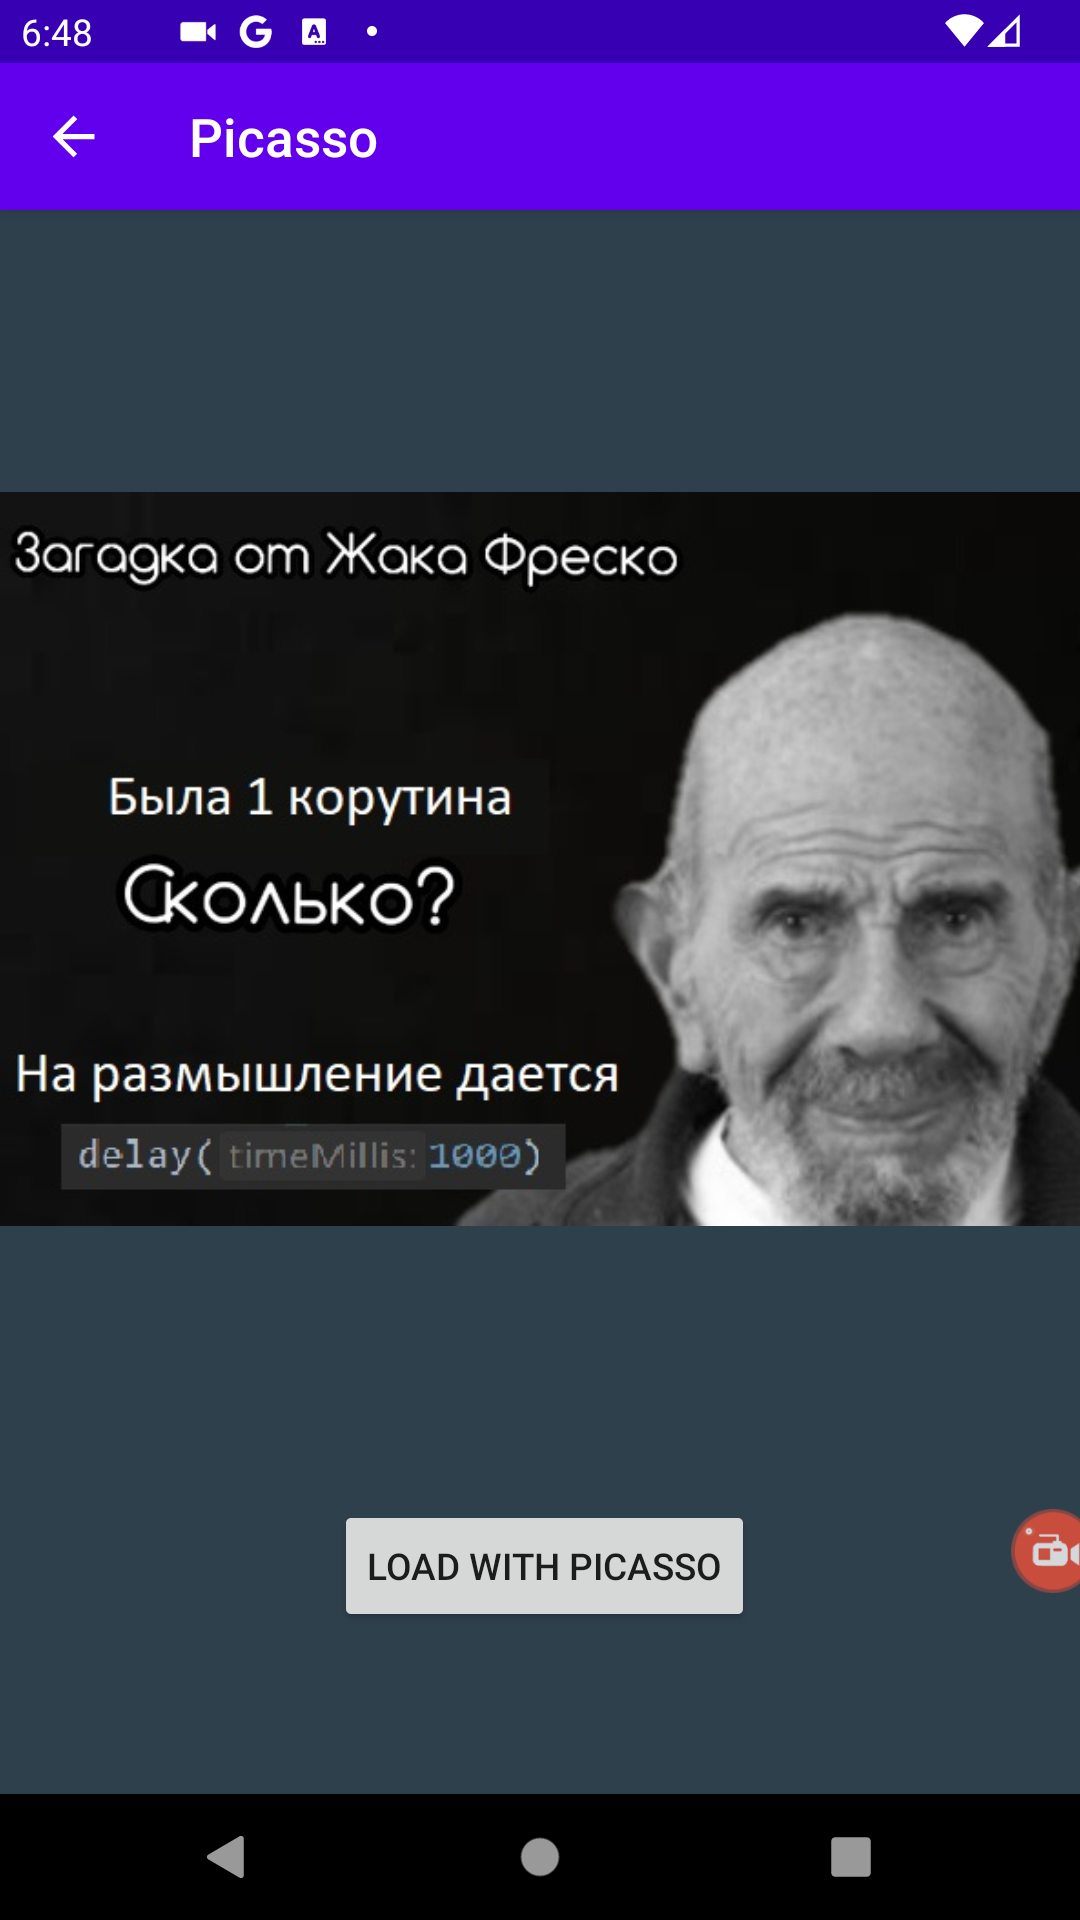 6:48
Picasso
Загадка от Жака Фреско
Была 1 корутина
Сколько?
На размышление дается
delay( timeMillis: 1000)
LOAD WITH PICASSO